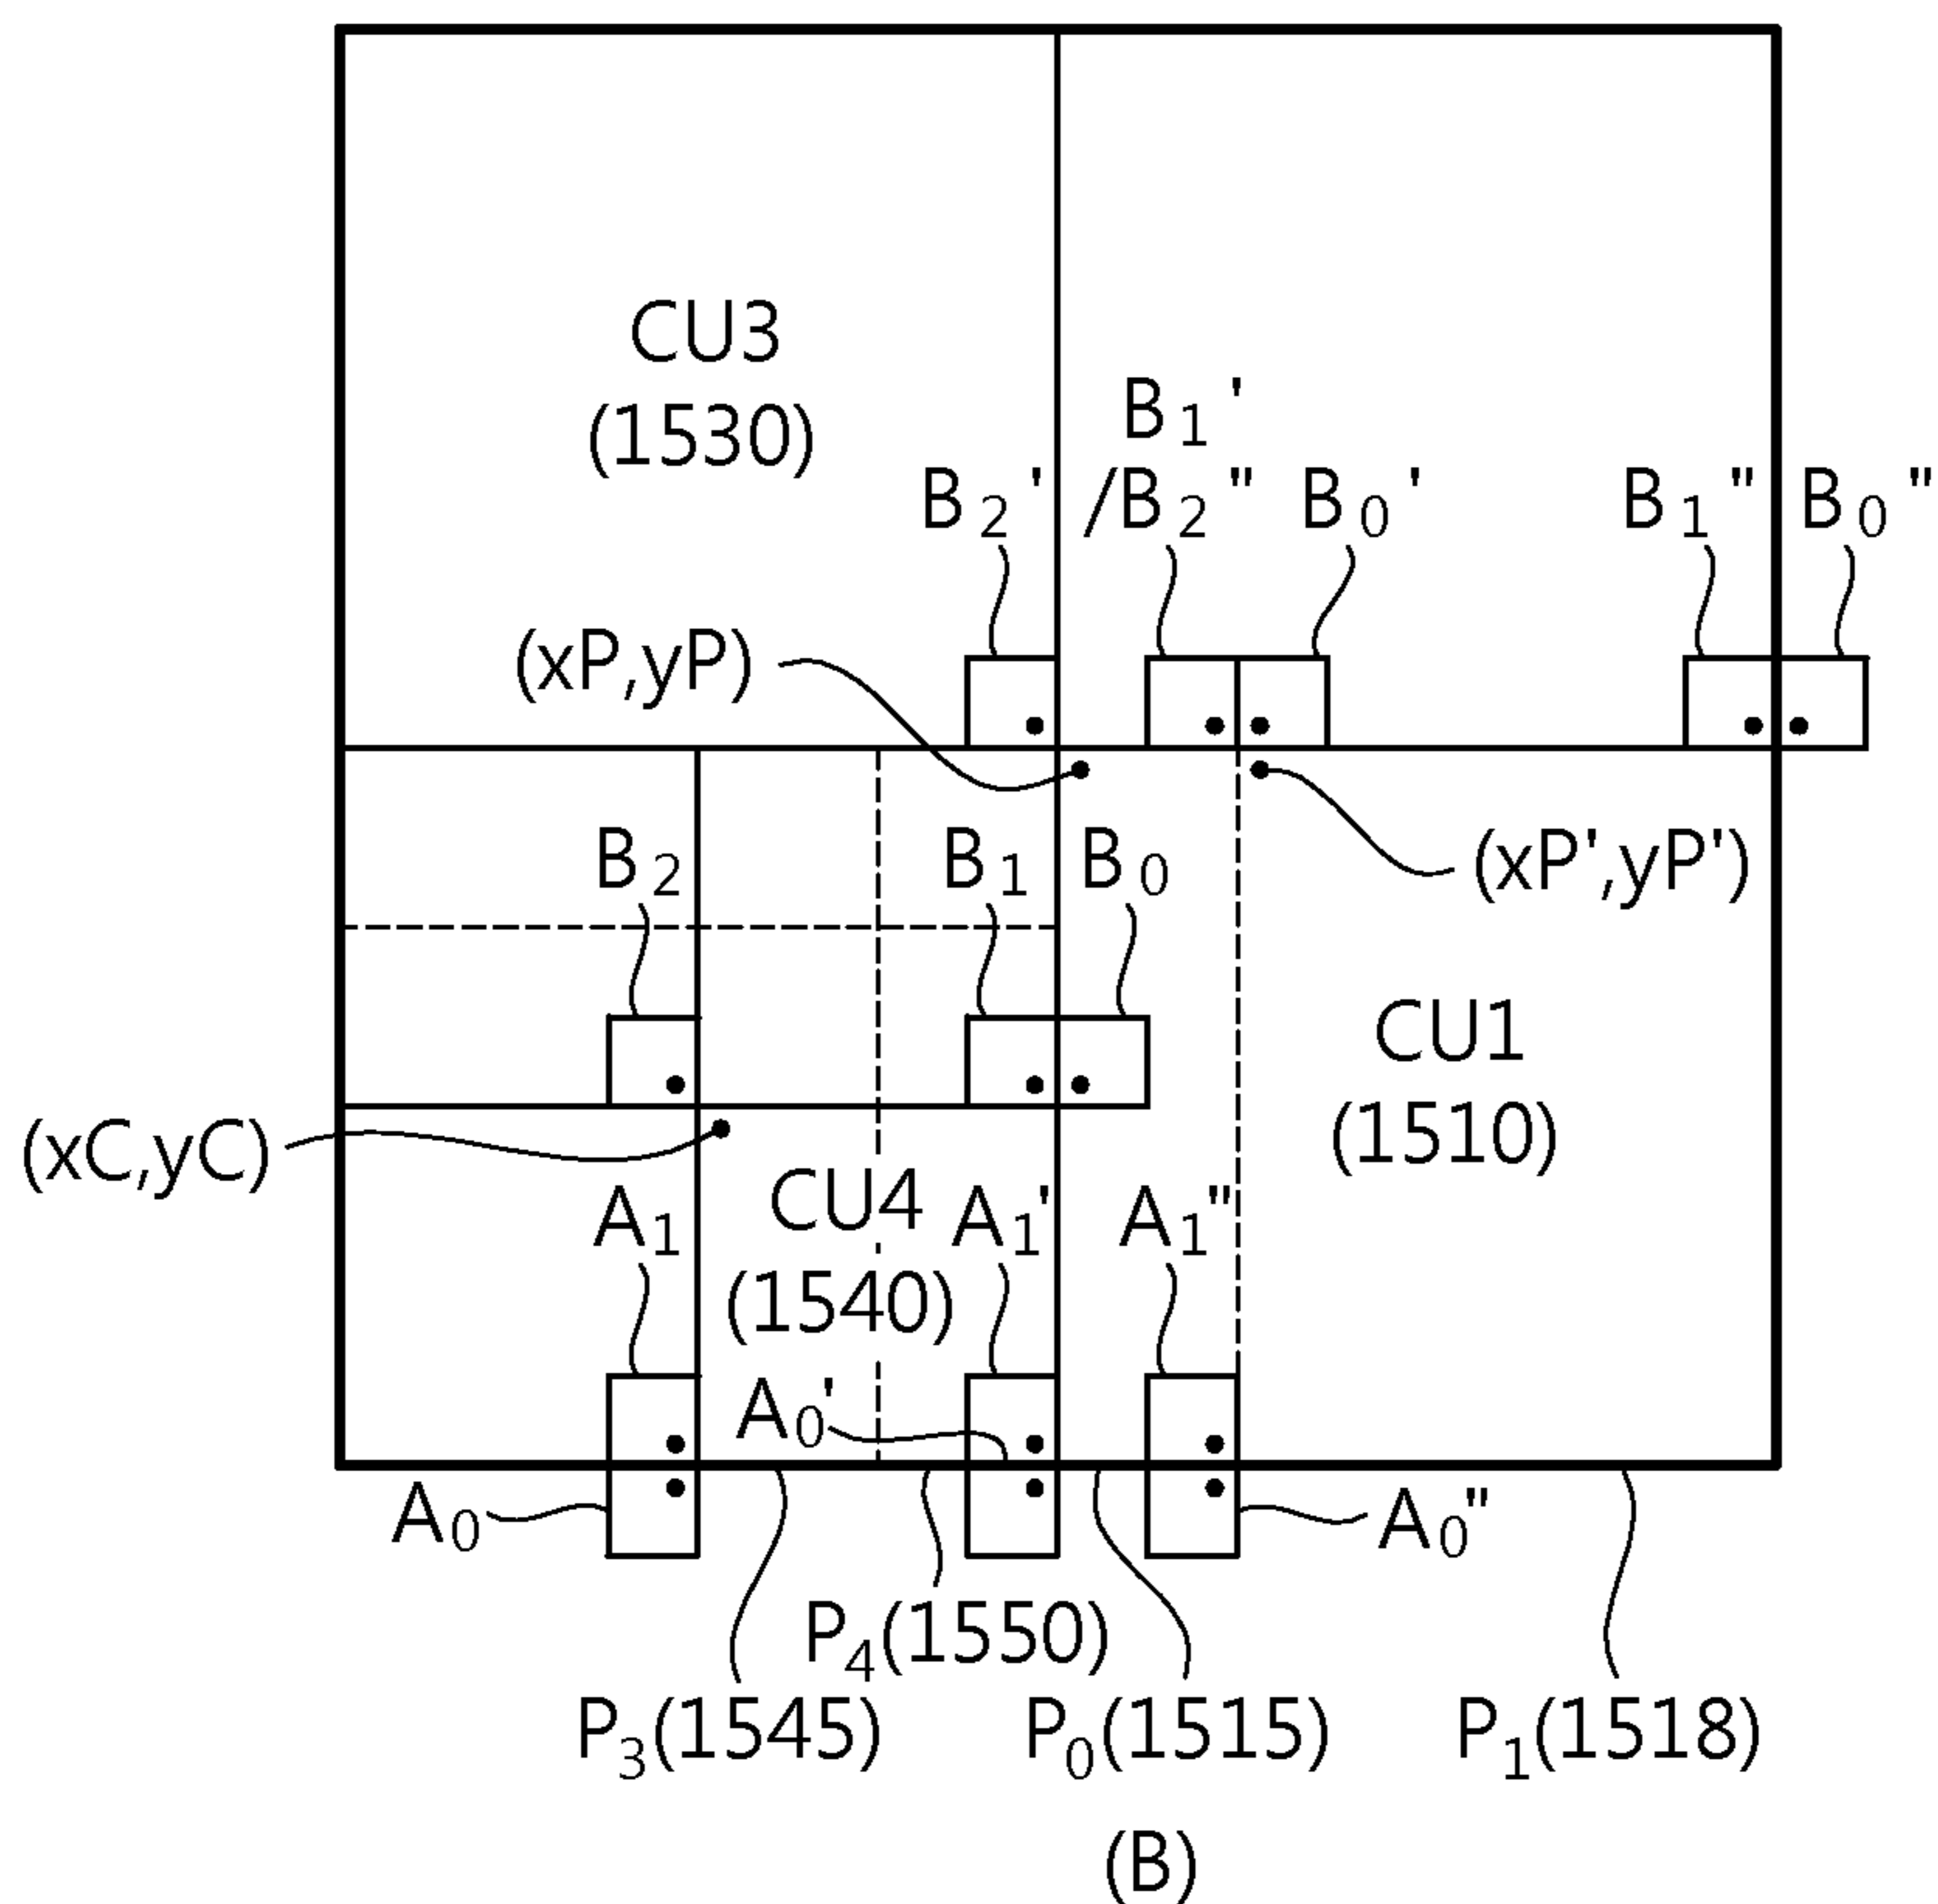 CU3
(1530)
B₁'
B₂' /B₂" B₀' B₁" B₀"
(xP,yP)
B₂ B₁ B₀ (xP',yP')
CU1
(1510)
(xC,yC)
CU4
A₁ A₁' A₁"
(1540)
A₀'
A₀ A₀"
P₄(1550)
P₃(1545) P₀(1515) P₁(1518)
(B)